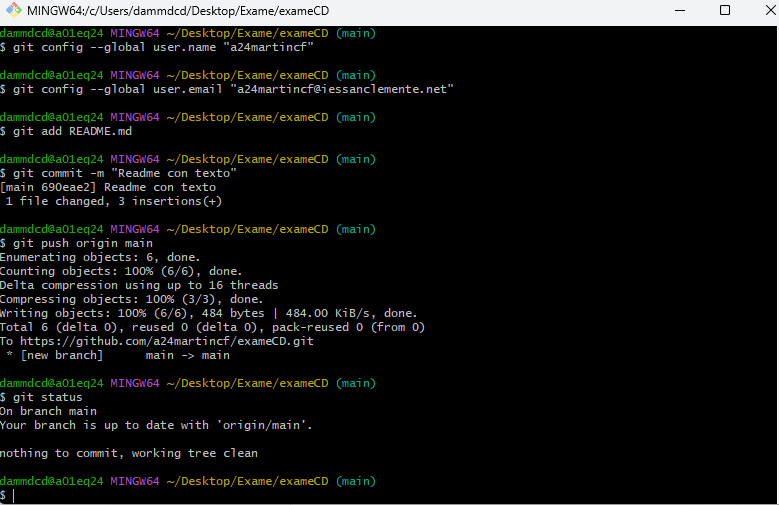 MINGW64:/c/Users/dammdcd/Desktop/Exame/exameCD
dammdcd@a01eq24 MINGW64 ~/Desktop/Exame/exameCD (main)
$ git config --global user.name "a24martincf"
dammdcd@a01eq24 MINGW64 ~/Desktop/Exame/exameCD (main)
$ git config --global user.email "a24martincf@iessanclemente.net"
dammdcd@a01eq24 MINGW64 ~/Desktop/Exame/exameCD (main)
$ git add README.md
dammdcd@a01eq24 MINGW64 ~/Desktop/Exame/exameCD (main)
$ git commit -m "Readme con texto"
[main 690eae2] Readme con texto
 1 file changed, 3 insertions(+)
dammdcd@a01eq24 MINGW64 ~/Desktop/Exame/exameCD (main)
$ git push origin main
Enumerating objects: 6, done.
Counting objects: 100% (6/6), done.
Delta compression using up to 16 threads
Compressing objects: 100% (3/3), done.
Writing objects: 100% (6/6), 484 bytes | 484.00 KiB/s, done.
Total 6 (delta 0), reused 0 (delta 0), pack-reused 0 (from 0)
To https://github.com/a24martincf/exameCD.git
 * [new branch]      main -> main
dammdcd@a01eq24 MINGW64 ~/Desktop/Exame/exameCD (main)
$ git status
On branch main
Your branch is up to date with 'origin/main'.
nothing to commit, working tree clean
dammdcd@a01eq24 MINGW64 ~/Desktop/Exame/exameCD (main)
$